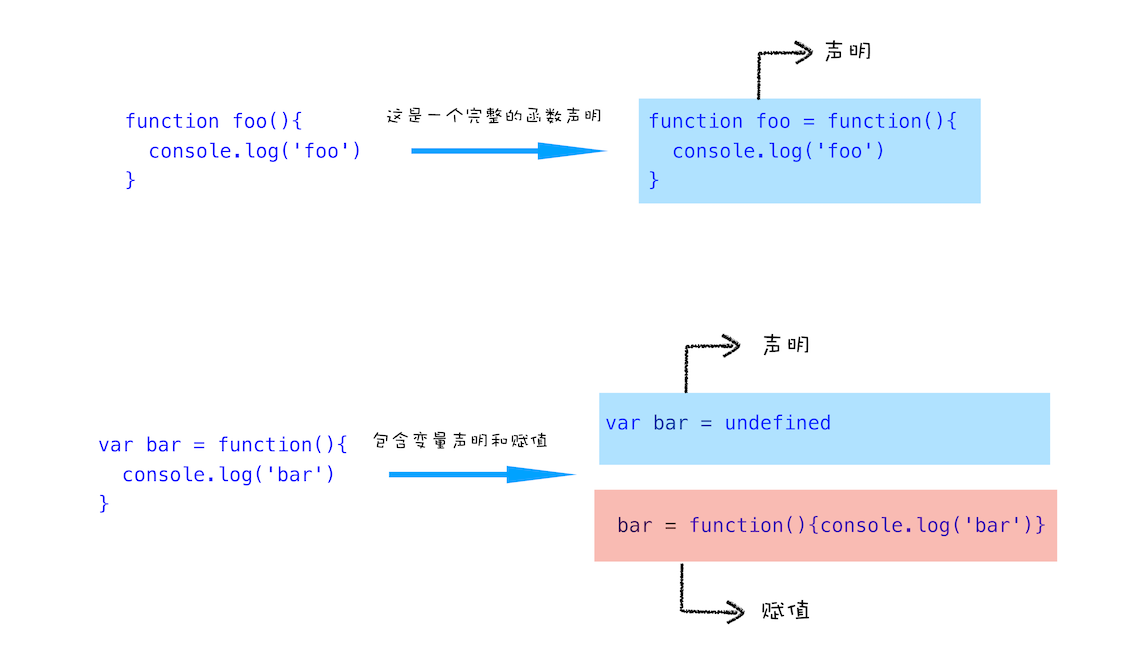 声明
function foo(){
  console.log('foo')
}
这是一个完整的函数声明
function foo = function(){
  console.log('foo')
}
声明
var bar = function(){
  console.log('bar')
}
包含变量声明和赋值
var bar = undefined
bar = function(){console.log('bar')}
赋值